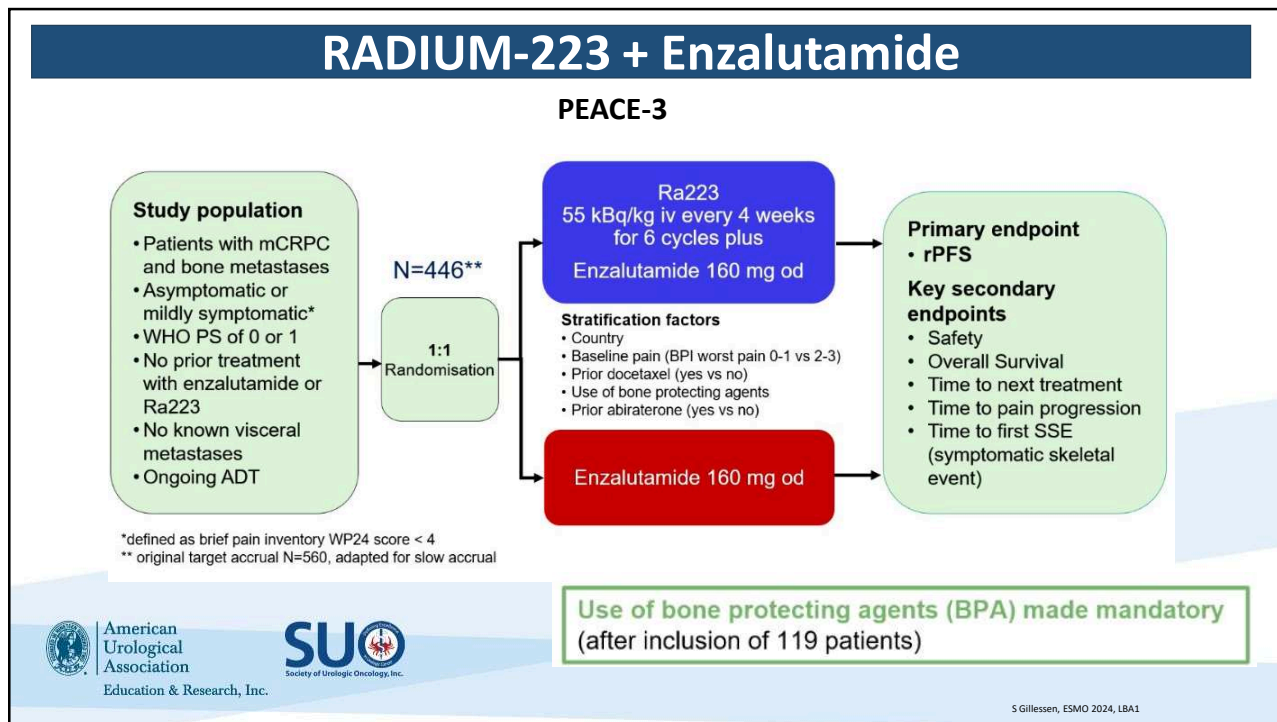 RADIUM-223 + Enzalutamide
PEACE-3
Study population
• Patients with mCRPC
and bone metastases
• Asymptomatic or
mildly symptomatic*
• WHO PS of 0 or 1
• No prior treatment
with enzalutamide or
Ra223
• No known visceral
metastases
• Ongoing ADT
N=446**
1:1
Randomisation
Ra223
55 kBq/kg iv every 4 weeks
for 6 cycles plus
Enzalutamide 160 mg od
Stratification factors
• Country
• Baseline pain (BPI worst pain 0-1 vs 2-3)
• Prior docetaxel (yes vs no)
• Use of bone protecting agents
• Prior abiraterone (yes vs no)
Enzalutamide 160 mg od
Primary endpoint
• rPFS
Key secondary
endpoints
• Safety
• Overall Survival
• Time to next treatment
• Time to pain progression
• Time to first SSE
(symptomatic skeletal
event)
*defined as brief pain inventory WP24 score < 4
** original target accrual N=560, adapted for slow accrual
Use of bone protecting agents (BPA) made mandatory
(after inclusion of 119 patients)
American
Urological
Association
Education & Research, Inc.
SUO
Society of Urologic Oncology, Inc.
S Gillessen, ESMO 2024, LBA1